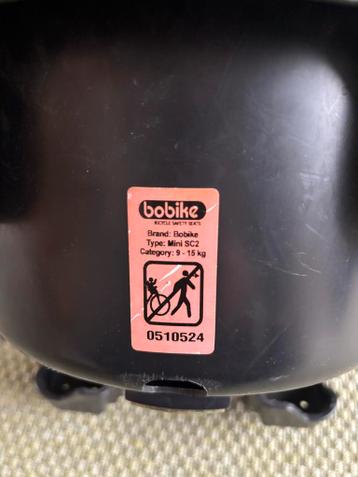 bobike
BICYCLE SAFETY SEATS
Brand: Bobike
Type: Mini SC2
Category: 9 - 15 kg
0510524